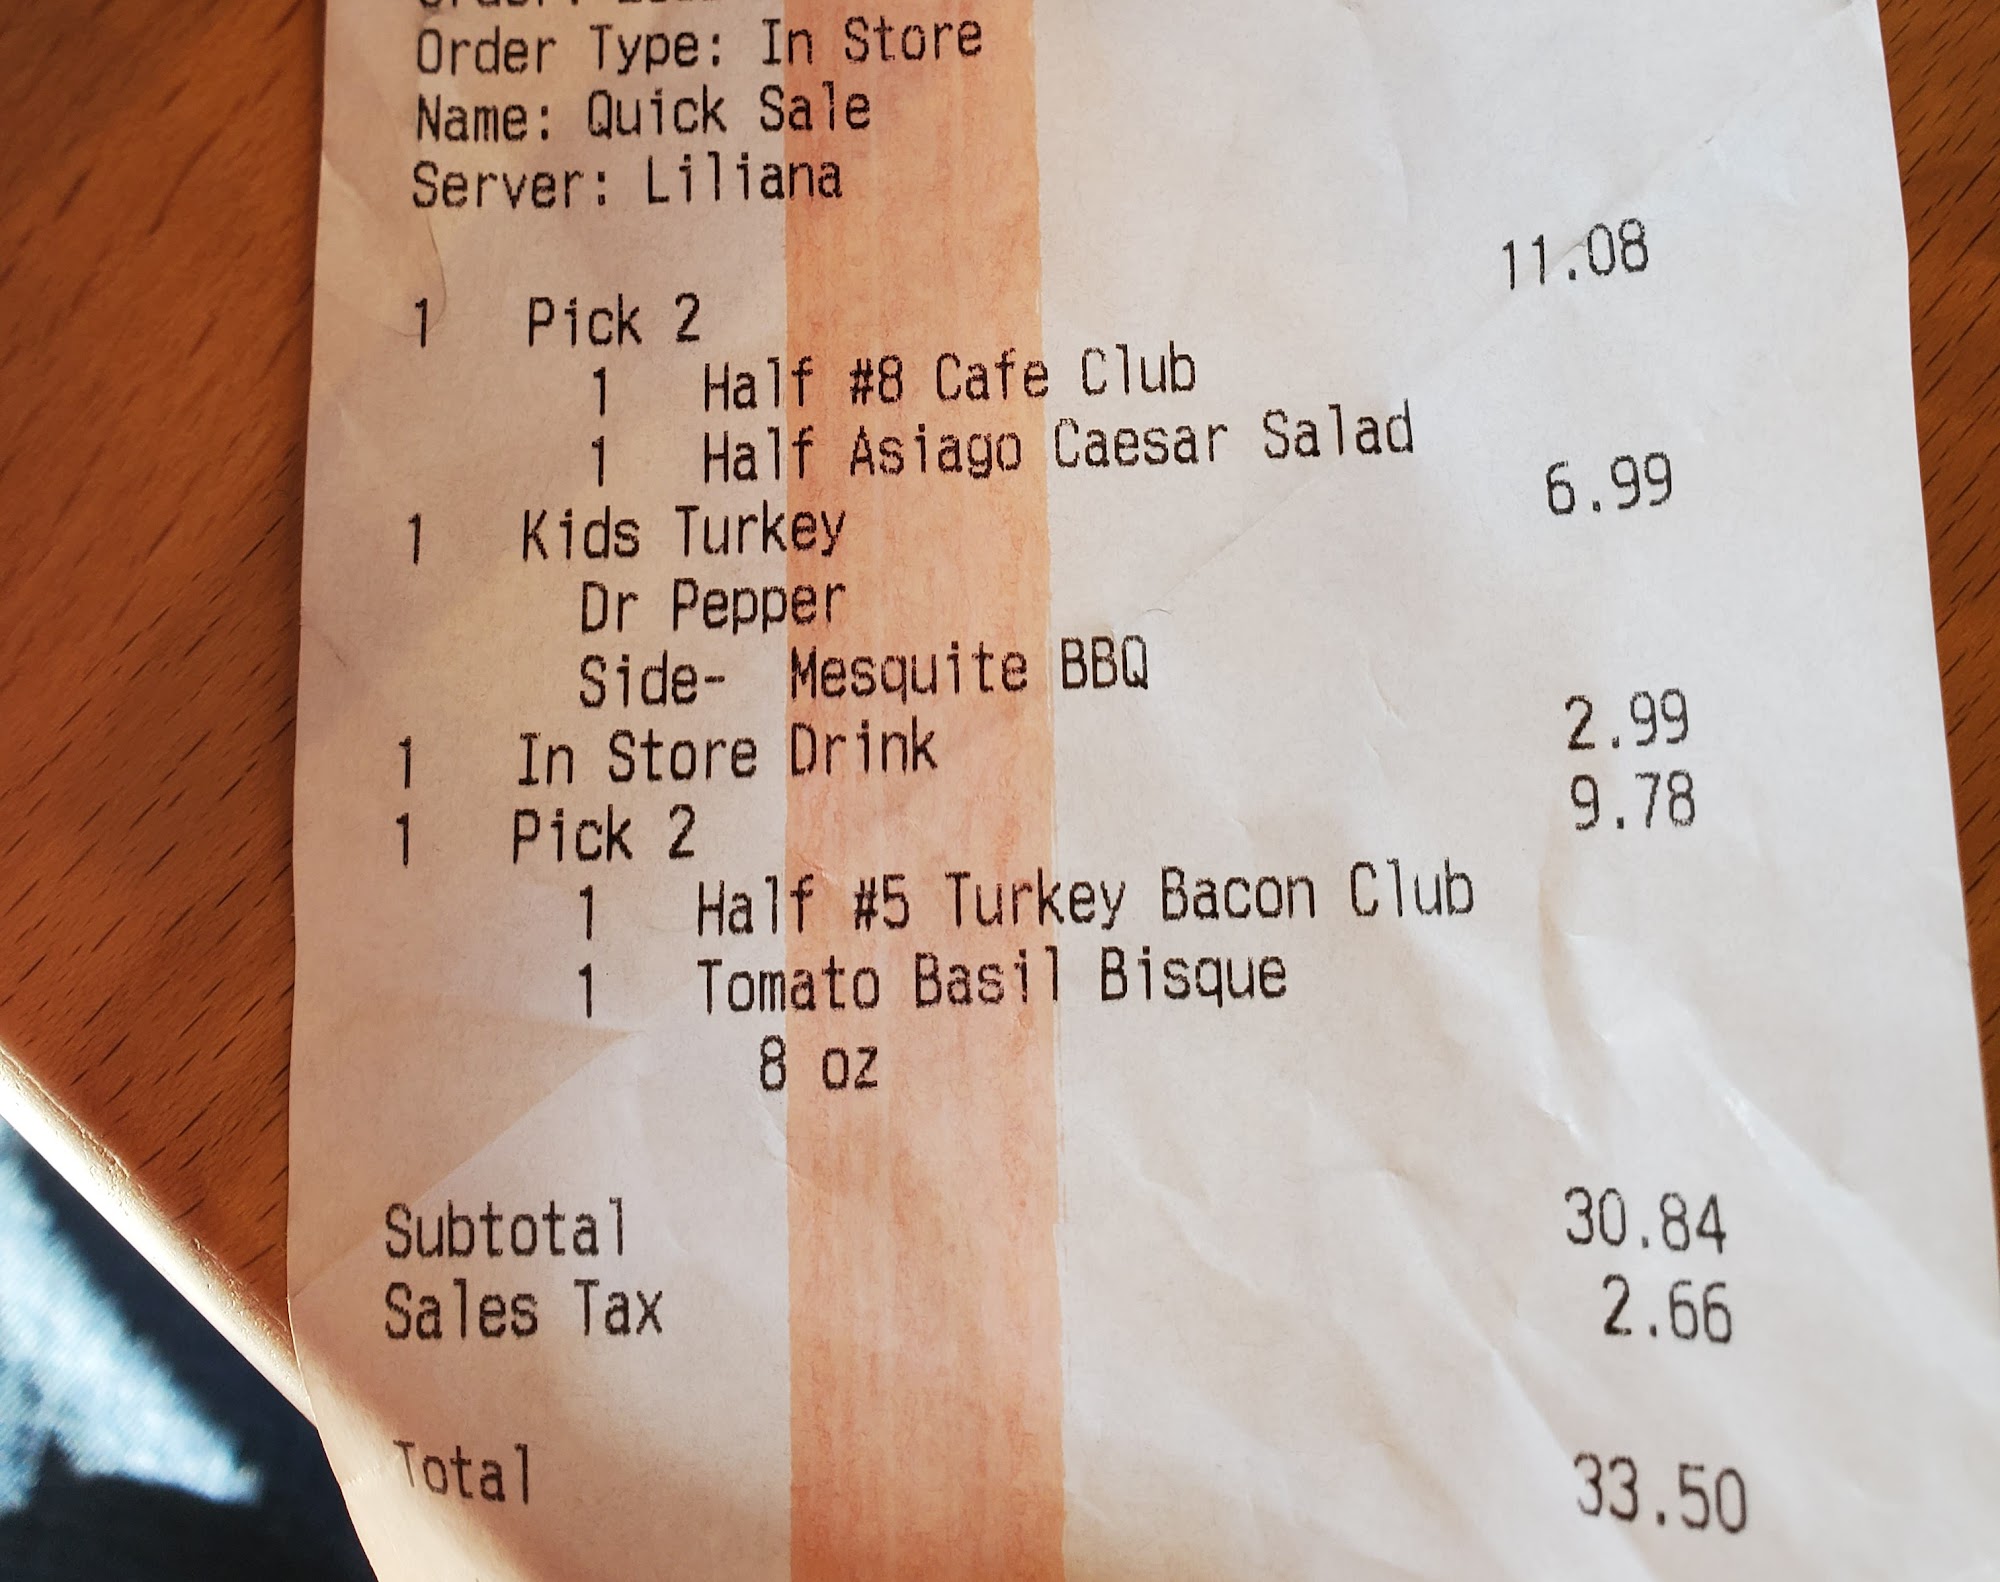 Order Type: In Store
Name: Quick Sale
Server: Liliana
1 Pick 2 11.08
1 Half #8 Cafe Club
1 Half Asiago Caesar Salad
1 Kids Turkey 6.99
Dr Pepper
Side- Mesquite BBQ
1 In Store Drink 2.99
1 Pick 2 9.78
1 Half #5 Turkey Bacon Club
1 Tomato Basil Bisque
8 oz
Subtotal 30.84
Sales Tax 2.66
Total 33.50